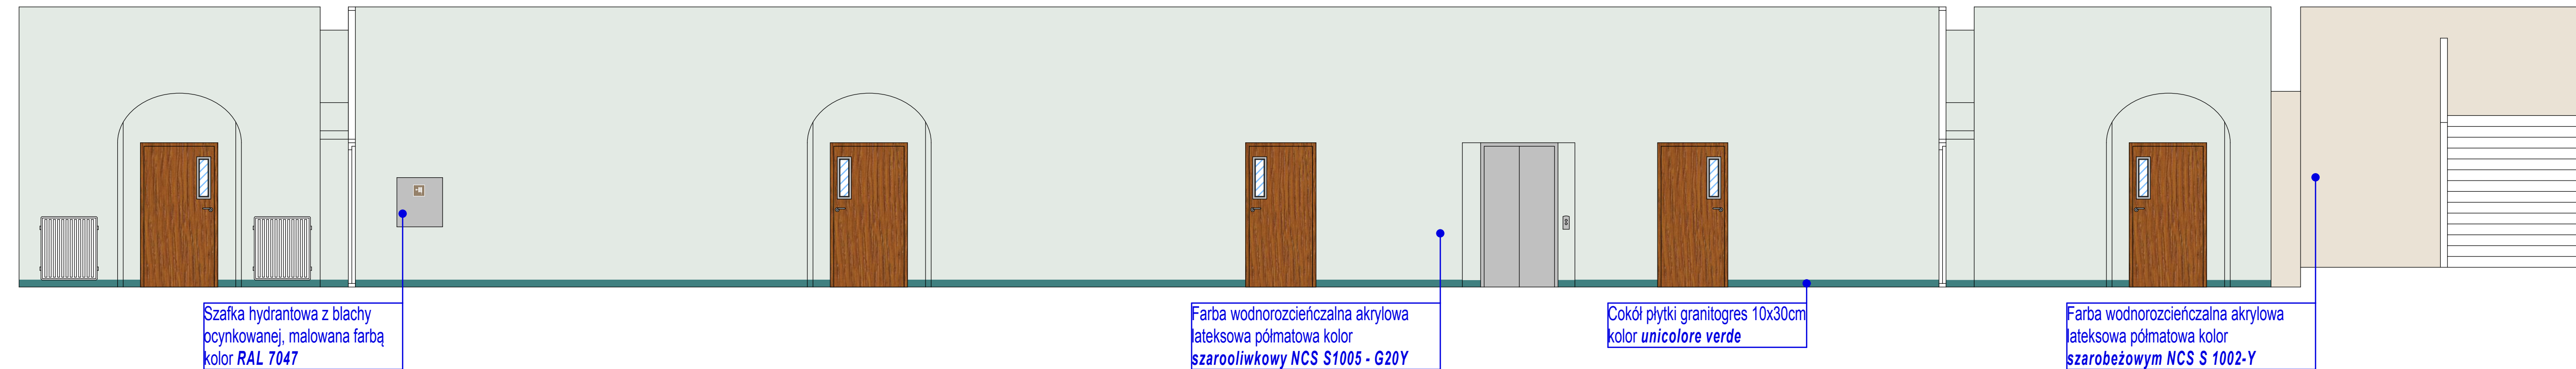 Szafka hydrantowa z blachy
ocynkowanej, malowana farbą
kolor RAL 7047
Farba wodnorozcieńczalna akrylowa
lateksowa półmatowa kolor
szarooliwkowy NCS S1005 - G20Y
Cokół płytki granitogres 10x30cm
kolor unicolore verde
Farba wodnorozcieńczalna akrylowa
lateksowa półmatowa kolor
szarobeżowym NCS S 1002-Y